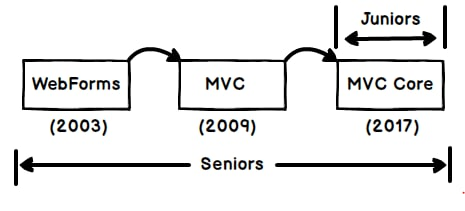 Juniors
WebForms
MVC
MVC Core
(2003)
(2009)
(2017)
Seniors